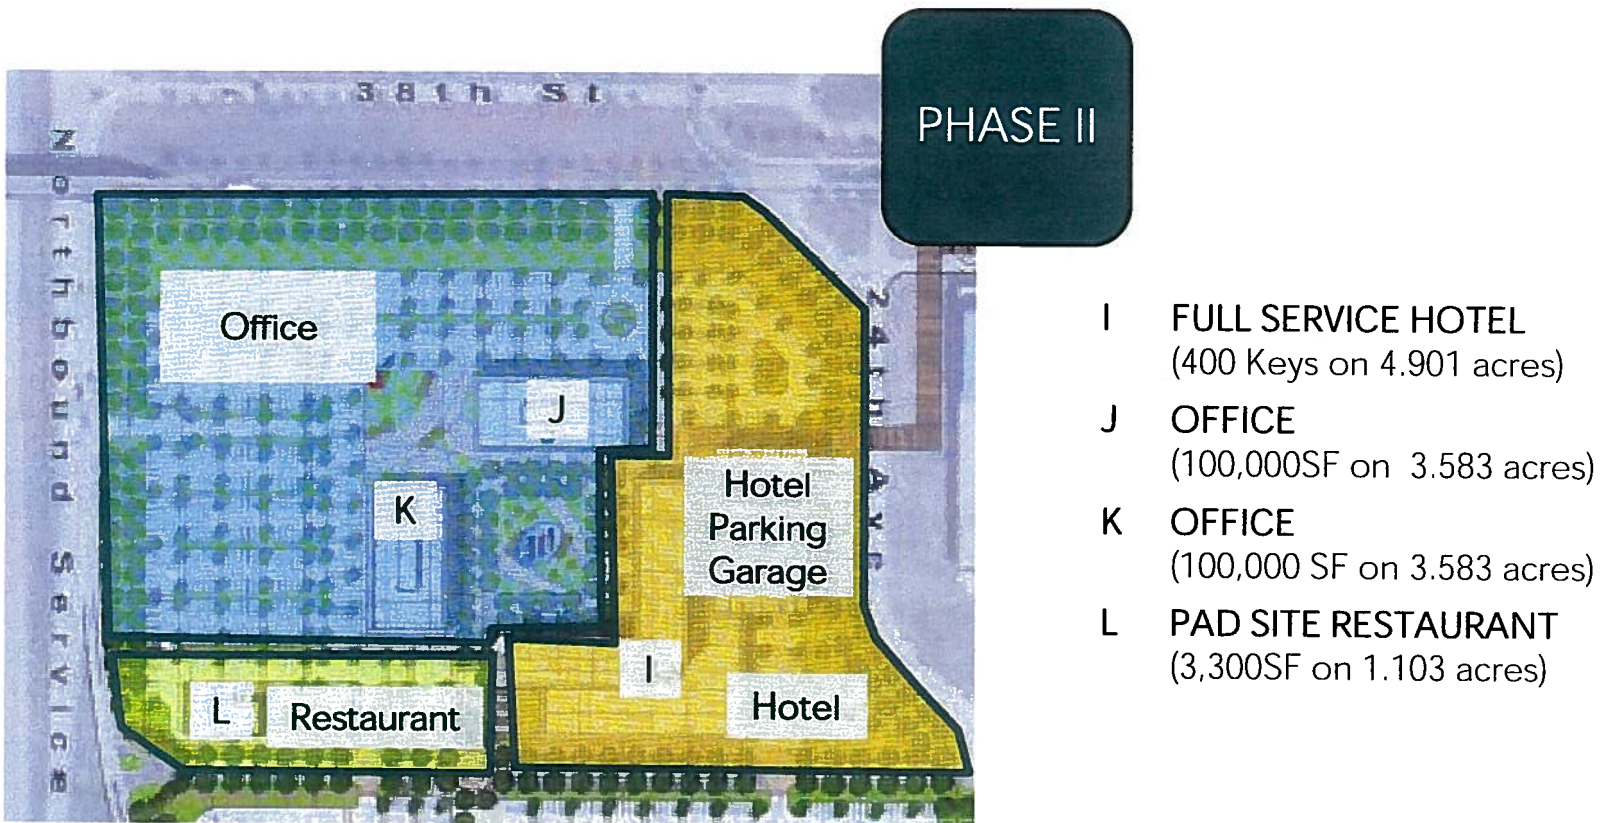 PHASE II
38th St
Northbound Service
24th Ave
Office
J
K
Hotel
Parking
Garage
I
Hotel
L
Restaurant
I FULL SERVICE HOTEL
(400 Keys on 4.901 acres)
J OFFICE
(100,000SF on 3.583 acres)
K OFFICE
(100,000 SF on 3.583 acres)
L PAD SITE RESTAURANT
(3,300SF on 1.103 acres)